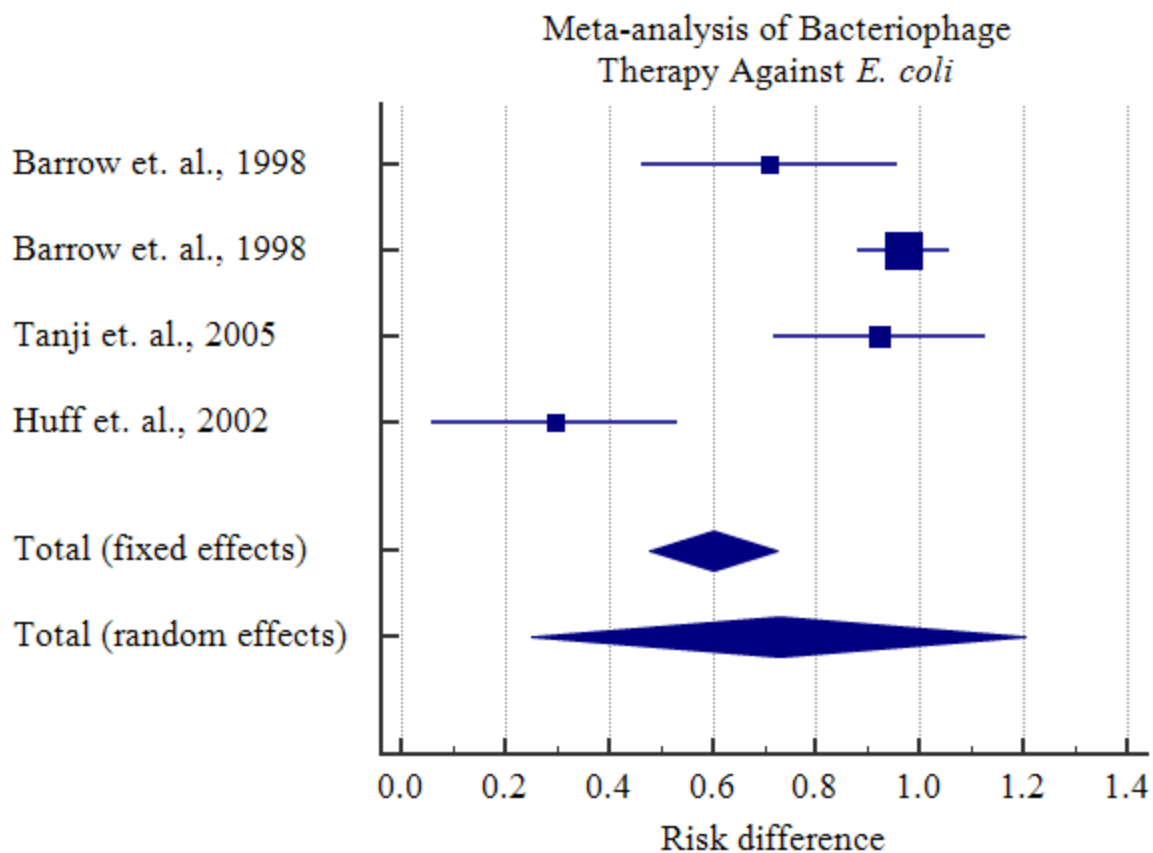 Meta-analysis of Bacteriophage
Therapy Against E. coli
Barrow et. al., 1998
Barrow et. al., 1998
Tanji et. al., 2005
Huff et. al., 2002
Total (fixed effects)
Total (random effects)
0.0 0.2 0.4 0.6 0.8 1.0 1.2 1.4
Risk difference